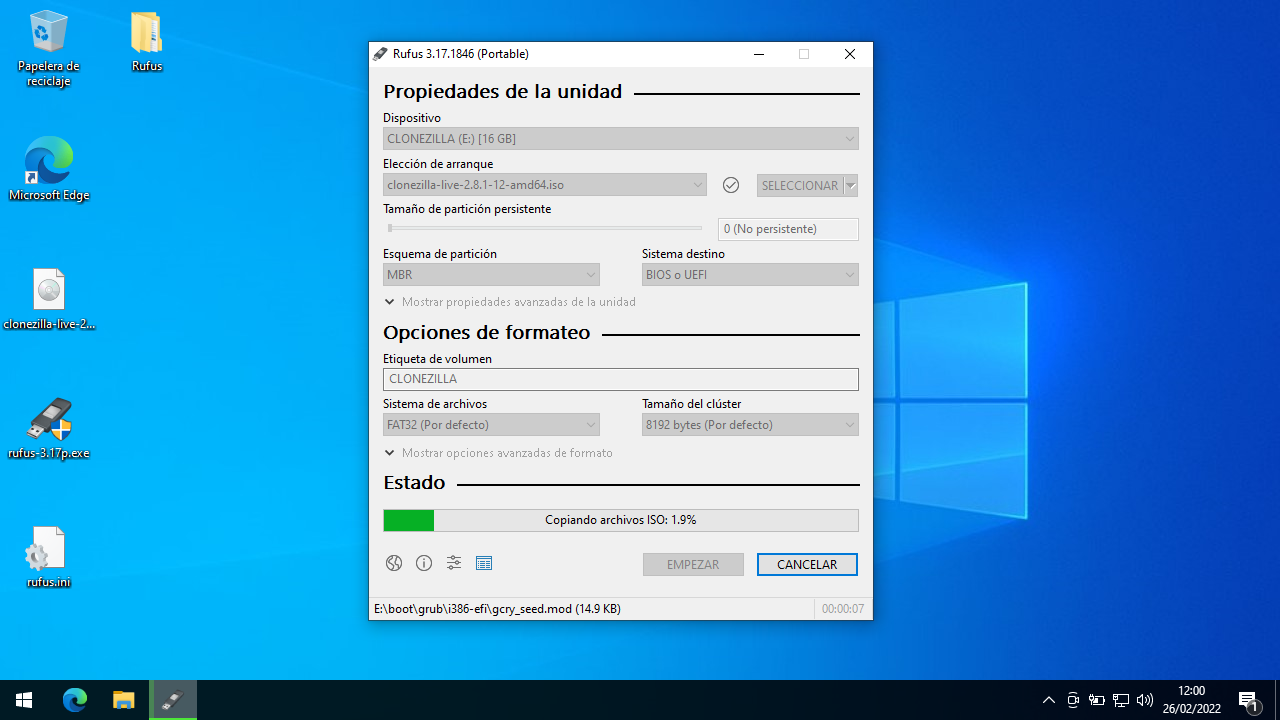 Papelera de
reciclaje
Rufus
Microsoft Edge
clonezilla-live-2...
rufus-3.17p.exe
rufus.ini
Rufus 3.17.1846 (Portable)
Propiedades de la unidad
Dispositivo
CLONEZILLA (E:) [16 GB]
Elección de arranque
clonezilla-live-2.8.1-12-amd64.iso
SELECCIONAR
Tamaño de partición persistente
0 (No persistente)
Esquema de partición
Sistema destino
MBR
BIOS o UEFI
Mostrar propiedades avanzadas de la unidad
Opciones de formateo
Etiqueta de volumen
CLONEZILLA
Sistema de archivos
Tamaño del clúster
FAT32 (Por defecto)
8192 bytes (Por defecto)
Mostrar opciones avanzadas de formato
Estado
Copiando archivos ISO: 1.9%
EMPEZAR
CANCELAR
E:\boot\grub\i386-efi\gcry_seed.mod (14.9 KB)
00:00:07
12:00
26/02/2022
1